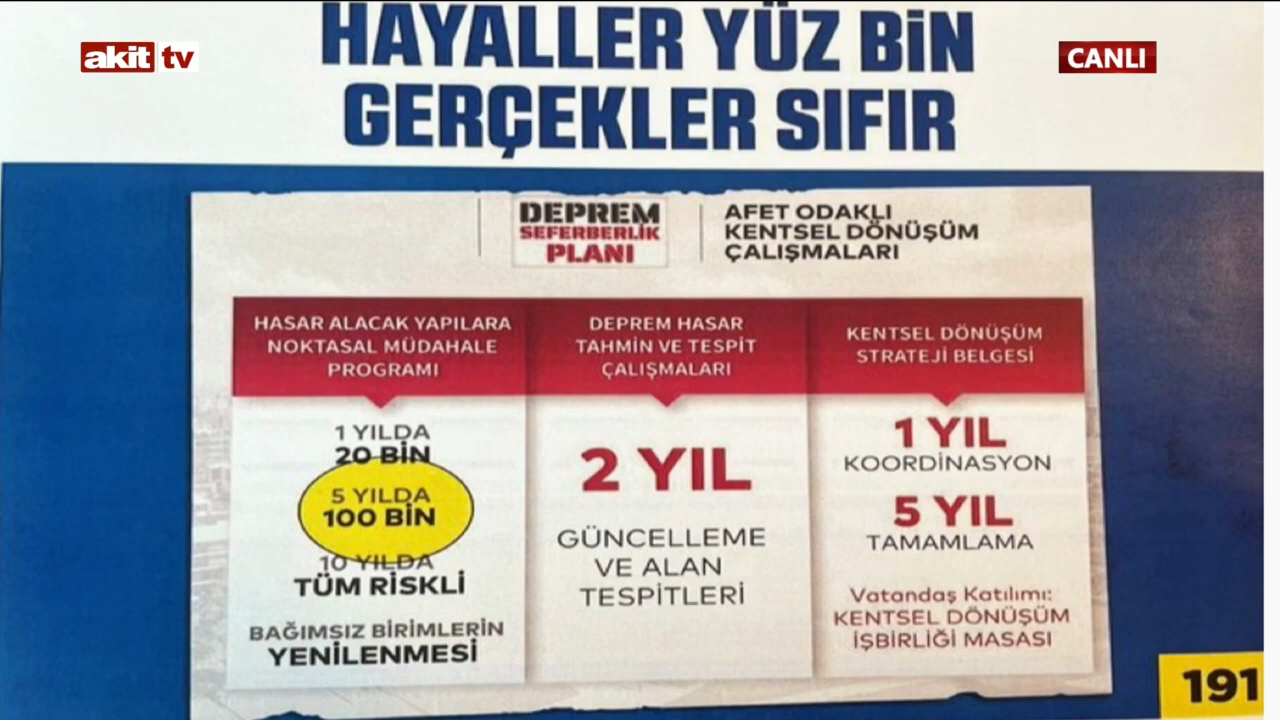 HAYALLER YÜZ BİN
GERÇEKLER SIFIR
akit tv
CANLI
DEPREM
SEFERBERLİK
PLANI
AFET ODAKLI
KENTSEL DÖNÜŞÜM
ÇALIŞMALARI
HASAR ALACAK YAPILARA
NOKTASAL MÜDAHALE
PROGRAMI
1 YILDA
20 BİN
5 YILDA
100 BİN
10 YILDA
TÜM RİSKLİ
BAĞIMSIZ BİRİMLERİN
YENİLENMESİ
DEPREM HASAR
TAHMİN VE TESPİT
ÇALIŞMALARI
2 YIL
GÜNCELLEME
VE ALAN
TESPİTLERİ
KENTSEL DÖNÜŞÜM
STRATEJİ BELGESİ
1 YIL
KOORDİNASYON
5 YIL
TAMAMLAMA
Vatandaş Katılımı:
KENTSEL DÖNÜŞÜM
İŞBİRLİĞİ MASASI
191